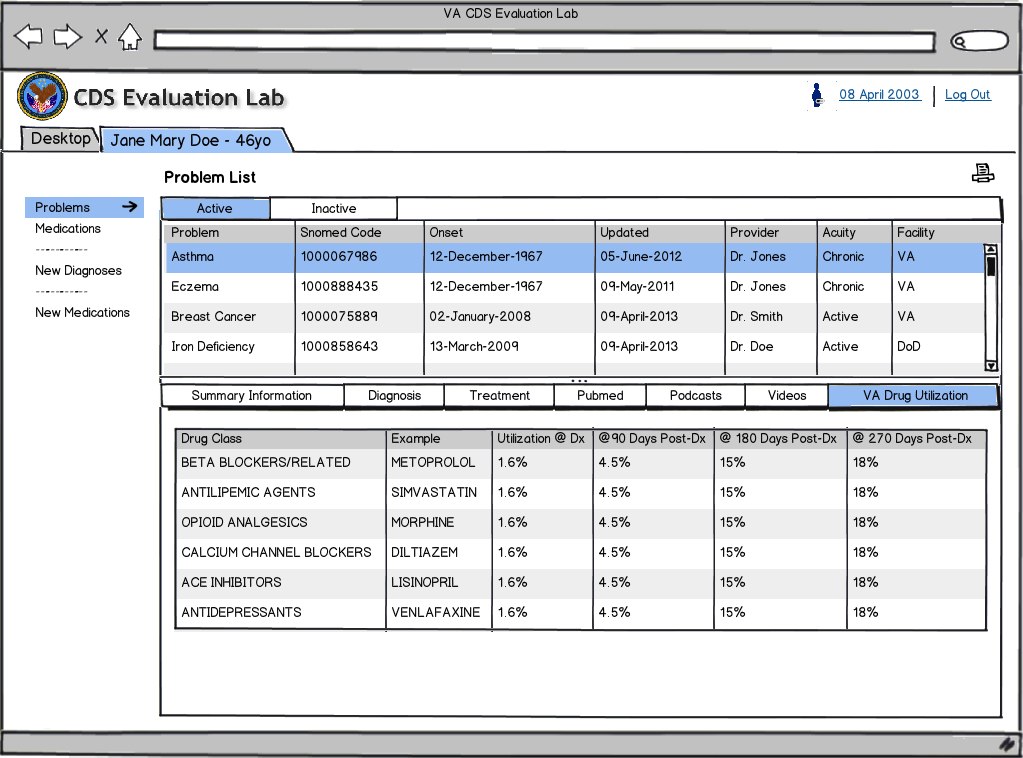 VA CDS Evaluation Lab
X
CDS Evaluation Lab
08 April 2003 Log Out
Desktop Jane Mary Doe - 46yo
Problem List
Problems
Medications
-----------
New Diagnoses
-----------
New Medications
Active Inactive
Problem Snomed Code Onset Updated Provider Acuity Facility
Asthma 1000067986 12-December-1967 05-June-2012 Dr. Jones Chronic VA
Eczema 1000888435 12-December-1967 09-May-2011 Dr. Jones Chronic VA
Breast Cancer 1000075889 02-January-2008 09-April-2013 Dr. Smith Active VA
Iron Deficiency 1000858643 13-March-2009 09-April-2013 Dr. Doe Active DoD
Summary Information Diagnosis Treatment Pubmed Podcasts Videos VA Drug Utilization
Drug Class Example Utilization @ Dx @90 Days Post-Dx @ 180 Days Post-Dx @ 270 Days Post-Dx
BETA BLOCKERS/RELATED METOPROLOL 1.6% 4.5% 15% 18%
ANTILIPEMIC AGENTS SIMVASTATIN 1.6% 4.5% 15% 18%
OPIOID ANALGESICS MORPHINE 1.6% 4.5% 15% 18%
CALCIUM CHANNEL BLOCKERS DILTIAZEM 1.6% 4.5% 15% 18%
ACE INHIBITORS LISINOPRIL 1.6% 4.5% 15% 18%
ANTIDEPRESSANTS VENLAFAXINE 1.6% 4.5% 15% 18%